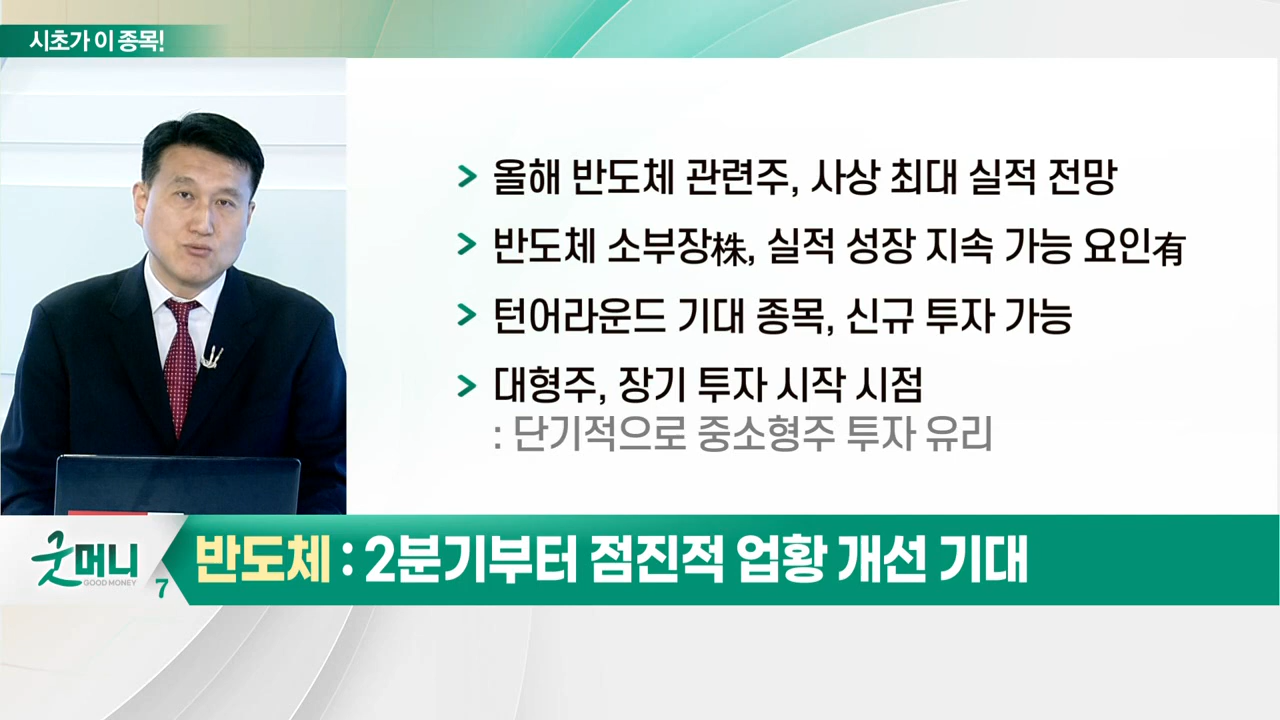 시초가 이 종목!
> 올해 반도체 관련주, 사상 최대 실적 전망
> 반도체 소부장株, 실적 성장 지속 가능 요인有
> 턴어라운드 기대 종목, 신규 투자 가능
> 대형주, 장기 투자 시작 시점
: 단기적으로 중소형주 투자 유리
굿머니
GOOD MONEY
7
반도체 : 2분기부터 점진적 업황 개선 기대